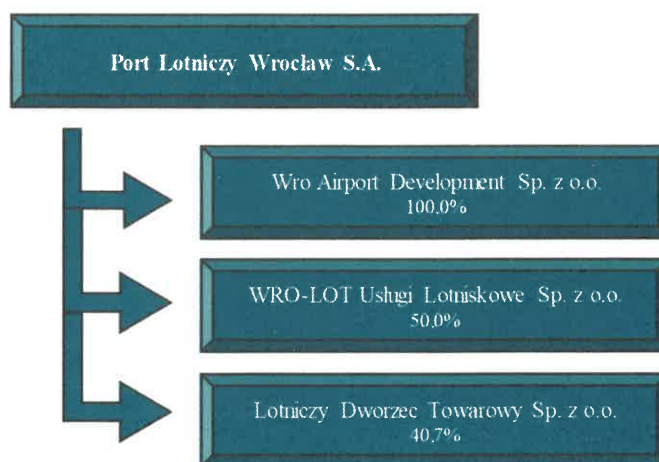 Port Lotniczy Wrocław S.A.
Wro Airport Development Sp. z o.o.
100,0%
WRO-LOT Usługi Lotniskowe Sp. z o.o.
50,0%
Lotniczy Dworzec Towarowy Sp. z o.o.
40,7%